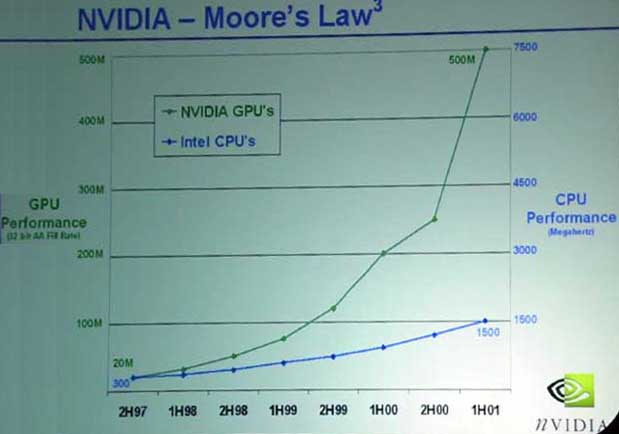 NVIDIA – Moore's Law³
500M
400M
300M
200M
100M
20M
300
500M
7500
6000
4500
3000
1500
1500
NVIDIA GPU's
Intel CPU's
GPU
Performance
(32 bit AA Fill Rate)
CPU
Performance
(Megahertz)
2H97 1H98 2H98 1H99 2H99 1H00 2H00 1H01
nVIDIA